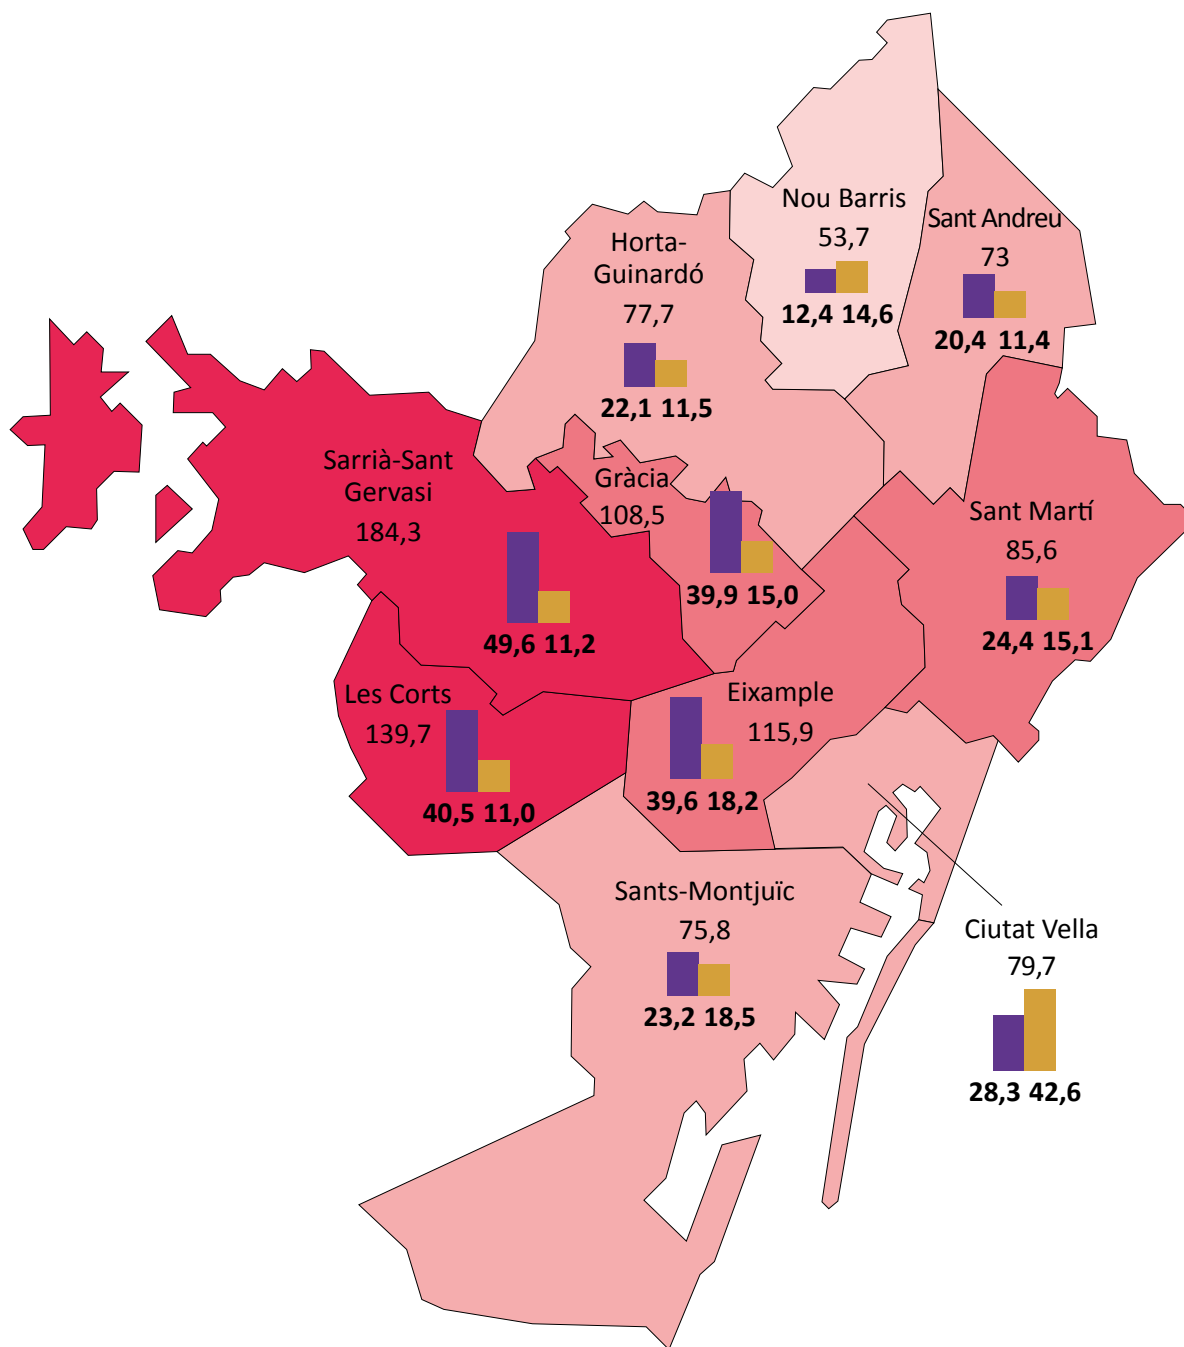 Nou Barris
53,7
12,4 14,6
Sant Andreu
73
20,4 11,4
Horta-
Guinardó
77,7
22,1 11,5
Sarrià-Sant
Gervasi
184,3
49,6 11,2
Gràcia
108,5
39,9 15,0
Sant Martí
85,6
24,4 15,1
Les Corts
139,7
40,5 11,0
Eixample
115,9
39,6 18,2
Sants-Montjuïc
75,8
23,2 18,5
Ciutat Vella
79,7
28,3 42,6